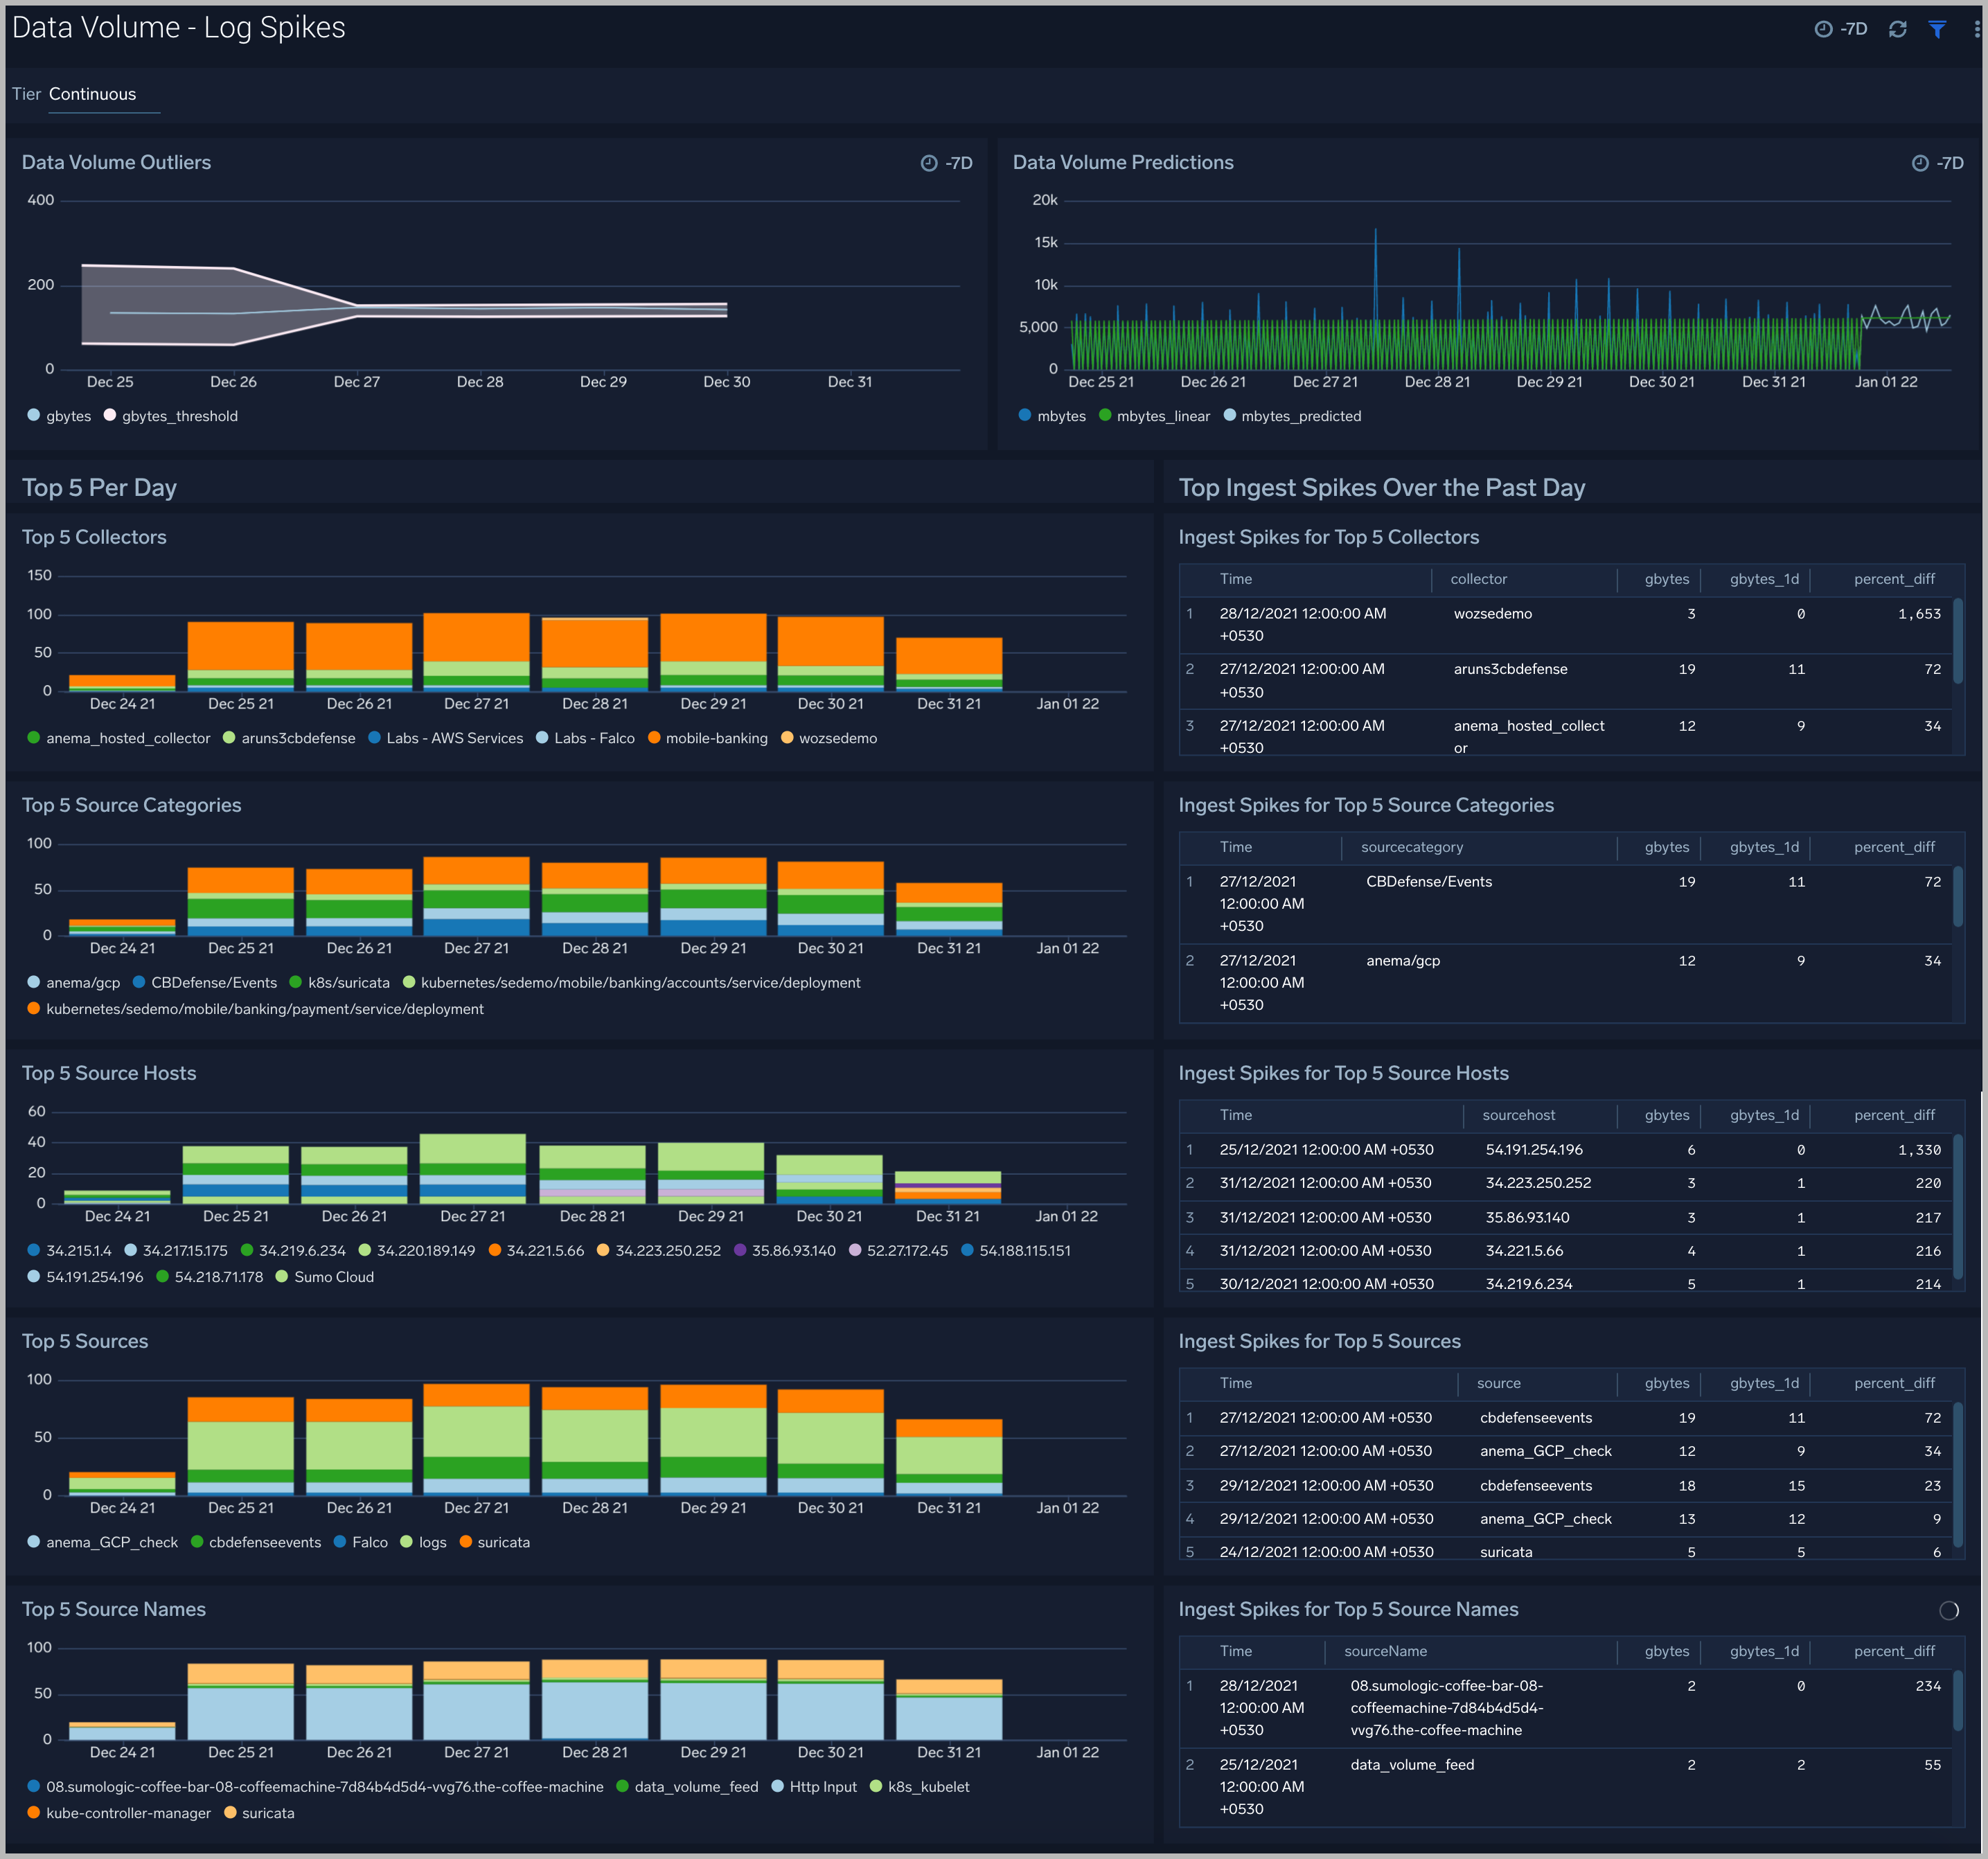 Data Volume - Log Spikes
-7D
Tier Continuous
Data Volume Outliers
-7D
400
200
0
Dec 25 Dec 26 Dec 27 Dec 28 Dec 29 Dec 30 Dec 31
gbytes gbytes_threshold
Data Volume Predictions
-7D
20k
15k
10k
5,000
0
Dec 25 21 Dec 26 21 Dec 27 21 Dec 28 21 Dec 29 21 Dec 30 21 Dec 31 21 Jan 01 22
mbytes mbytes_linear mbytes_predicted
Top 5 Per Day
Top Ingest Spikes Over the Past Day
Top 5 Collectors
150
100
50
0
Dec 24 21 Dec 25 21 Dec 26 21 Dec 27 21 Dec 28 21 Dec 29 21 Dec 30 21 Dec 31 21 Jan 01 22
anema_hosted_collector aruns3cbdefense Labs - AWS Services Labs - Falco mobile-banking wozsedemo
Ingest Spikes for Top 5 Collectors
Time collector gbytes gbytes_1d percent_diff
1 28/12/2021 12:00:00 AM wozsedemo 3 0 1,653
+0530
2 27/12/2021 12:00:00 AM aruns3cbdefense 19 11 72
+0530
3 27/12/2021 12:00:00 AM anema_hosted_collect 12 9 34
+0530 or
Top 5 Source Categories
100
50
0
Dec 24 21 Dec 25 21 Dec 26 21 Dec 27 21 Dec 28 21 Dec 29 21 Dec 30 21 Dec 31 21 Jan 01 22
anema/gcp CBDefense/Events k8s/suricata kubernetes/sedemo/mobile/banking/accounts/service/deployment
kubernetes/sedemo/mobile/banking/payment/service/deployment
Ingest Spikes for Top 5 Source Categories
Time sourcecategory gbytes gbytes_1d percent_diff
1 27/12/2021 CBDefense/Events 19 11 72
12:00:00 AM
+0530
2 27/12/2021 anema/gcp 12 9 34
12:00:00 AM
+0530
Top 5 Source Hosts
60
40
20
0
Dec 24 21 Dec 25 21 Dec 26 21 Dec 27 21 Dec 28 21 Dec 29 21 Dec 30 21 Dec 31 21 Jan 01 22
34.215.1.4 34.217.15.175 34.219.6.234 34.220.189.149 34.221.5.66 34.223.250.252 35.86.93.140 52.27.172.45 54.188.115.151
54.191.254.196 54.218.71.178 Sumo Cloud
Ingest Spikes for Top 5 Source Hosts
Time sourcehost gbytes gbytes_1d percent_diff
1 25/12/2021 12:00:00 AM +0530 54.191.254.196 6 0 1,330
2 31/12/2021 12:00:00 AM +0530 34.223.250.252 3 1 220
3 31/12/2021 12:00:00 AM +0530 35.86.93.140 3 1 217
4 31/12/2021 12:00:00 AM +0530 34.221.5.66 4 1 216
5 30/12/2021 12:00:00 AM +0530 34.219.6.234 5 1 214
Top 5 Sources
100
50
0
Dec 24 21 Dec 25 21 Dec 26 21 Dec 27 21 Dec 28 21 Dec 29 21 Dec 30 21 Dec 31 21 Jan 01 22
anema_GCP_check cbdefenseevents Falco logs suricata
Ingest Spikes for Top 5 Sources
Time source gbytes gbytes_1d percent_diff
1 27/12/2021 12:00:00 AM +0530 cbdefenseevents 19 11 72
2 27/12/2021 12:00:00 AM +0530 anema_GCP_check 12 9 34
3 29/12/2021 12:00:00 AM +0530 cbdefenseevents 18 15 23
4 29/12/2021 12:00:00 AM +0530 anema_GCP_check 13 12 9
5 24/12/2021 12:00:00 AM +0530 suricata 5 5 6
Top 5 Source Names
100
50
0
Dec 24 21 Dec 25 21 Dec 26 21 Dec 27 21 Dec 28 21 Dec 29 21 Dec 30 21 Dec 31 21 Jan 01 22
08.sumologic-coffee-bar-08-coffeemachine-7d84b4d5d4-vvg76.the-coffee-machine data_volume_feed Http Input k8s_kubelet
kube-controller-manager suricata
Ingest Spikes for Top 5 Source Names
Time sourceName gbytes gbytes_1d percent_diff
1 28/12/2021 08.sumologic-coffee-bar-08- 2 0 234
12:00:00 AM coffeemachine-7d84b4d5d4-
+0530 vvg76.the-coffee-machine
2 25/12/2021 data_volume_feed 2 2 55
12:00:00 AM
+0530